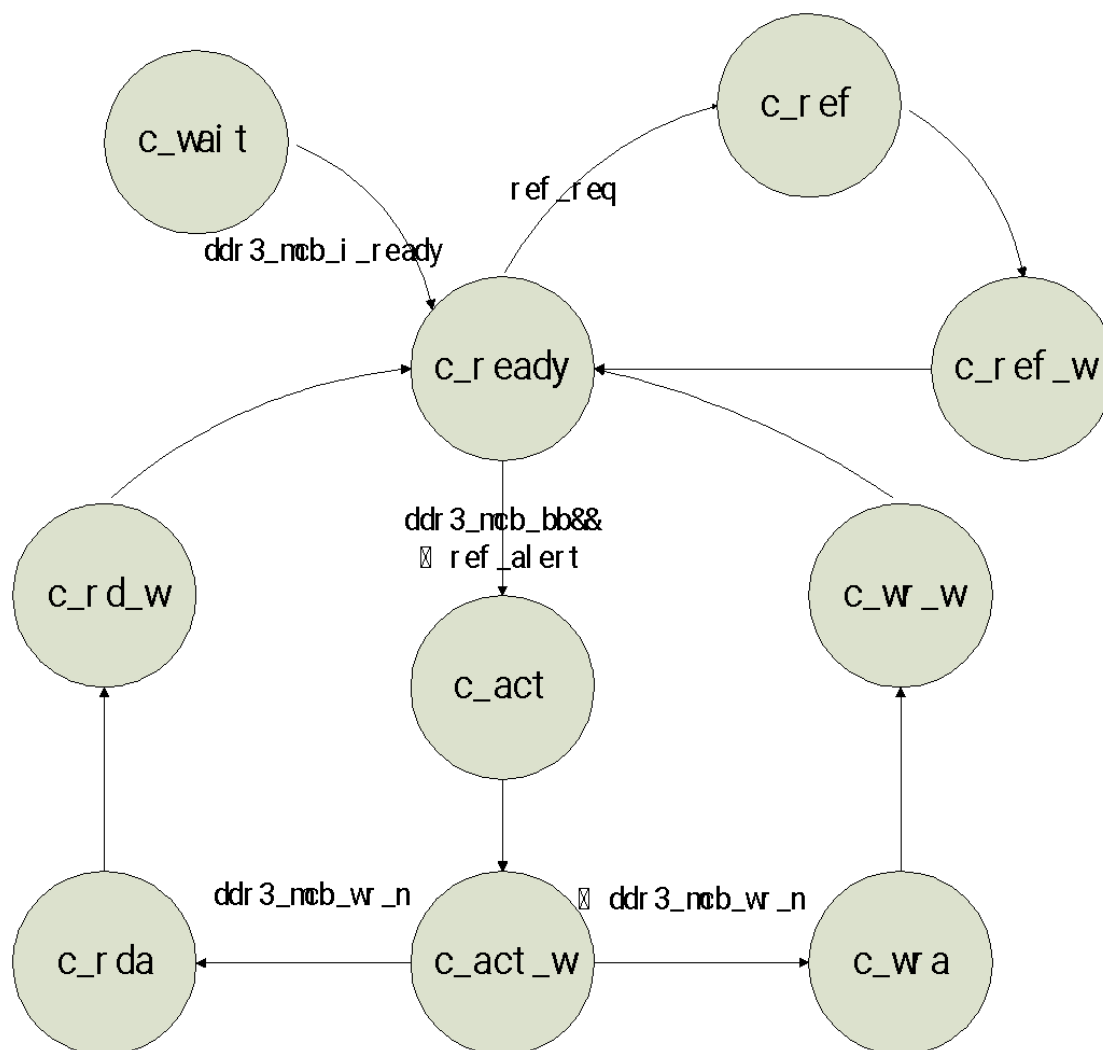 c_ref
c_wait
ref_req
ddr3_mcb_i_ready
c_ready
c_ref_w
ddr3_mcb_bb&&
ref_alert
c_rd_w
c_wr_w
c_act
ddr3_mcb_wr_n
ddr3_mcb_wr_n
c_rda
c_act_w
c_wra